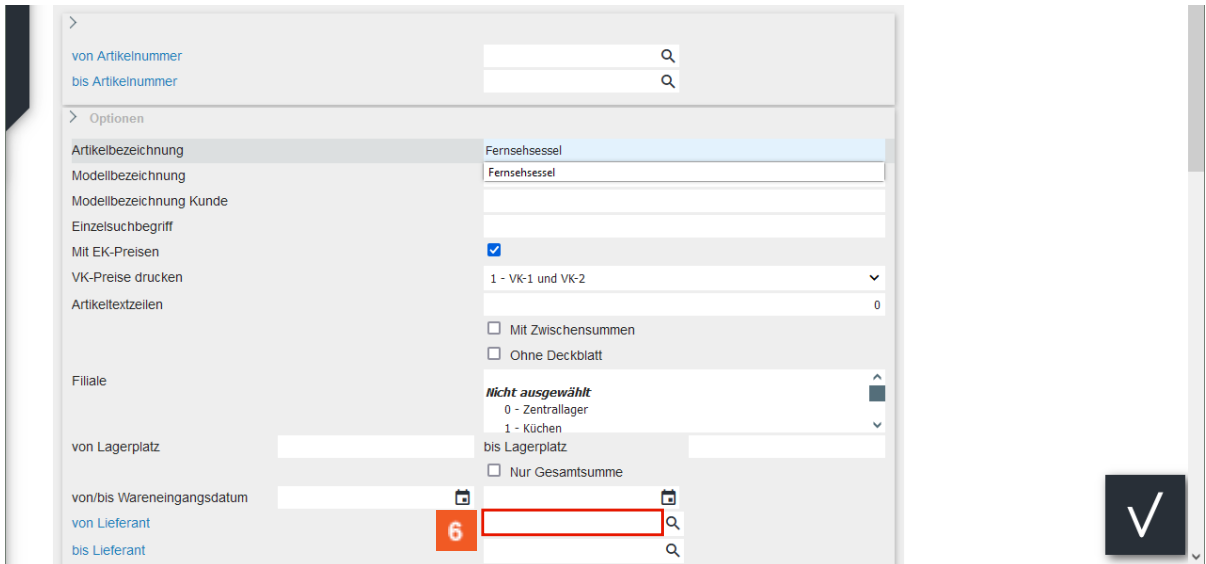 von Artikelnummer
bis Artikelnummer
Optionen
Artikelbezeichnung Fernsehsessel
Modellbezeichnung Fernsehsessel
Modellbezeichnung Kunde
Einzelsuchbegriff
Mit EK-Preisen
VK-Preise drucken 1 - VK-1 und VK-2
Artikeltextzeilen 0
Mit Zwischensummen
Ohne Deckblatt
Filiale
Nicht ausgewählt
0 - Zentrallager
1 - Küchen
von Lagerplatz bis Lagerplatz
Nur Gesamtsumme
von/bis Wareneingangsdatum
von Lieferant 6
bis Lieferant